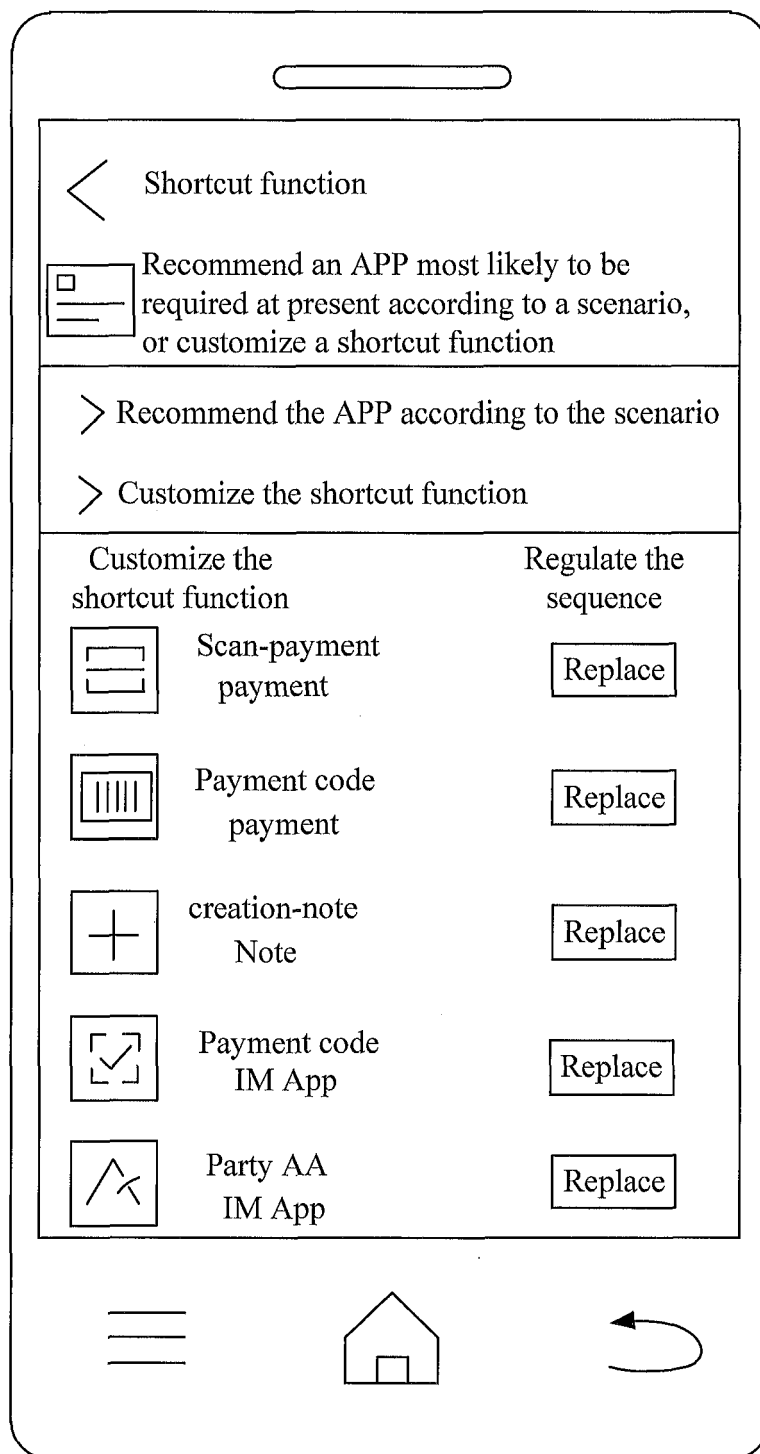 Shortcut function
Recommend an APP most likely to be
required at present according to a scenario,
or customize a shortcut function
Recommend the APP according to the scenario
Customize the shortcut function
Customize the
shortcut function
Regulate the
sequence
Scan-payment
payment
Replace
Payment code
payment
Replace
creation-note
Note
Replace
Payment code
IM App
Replace
Party AA
IM App
Replace